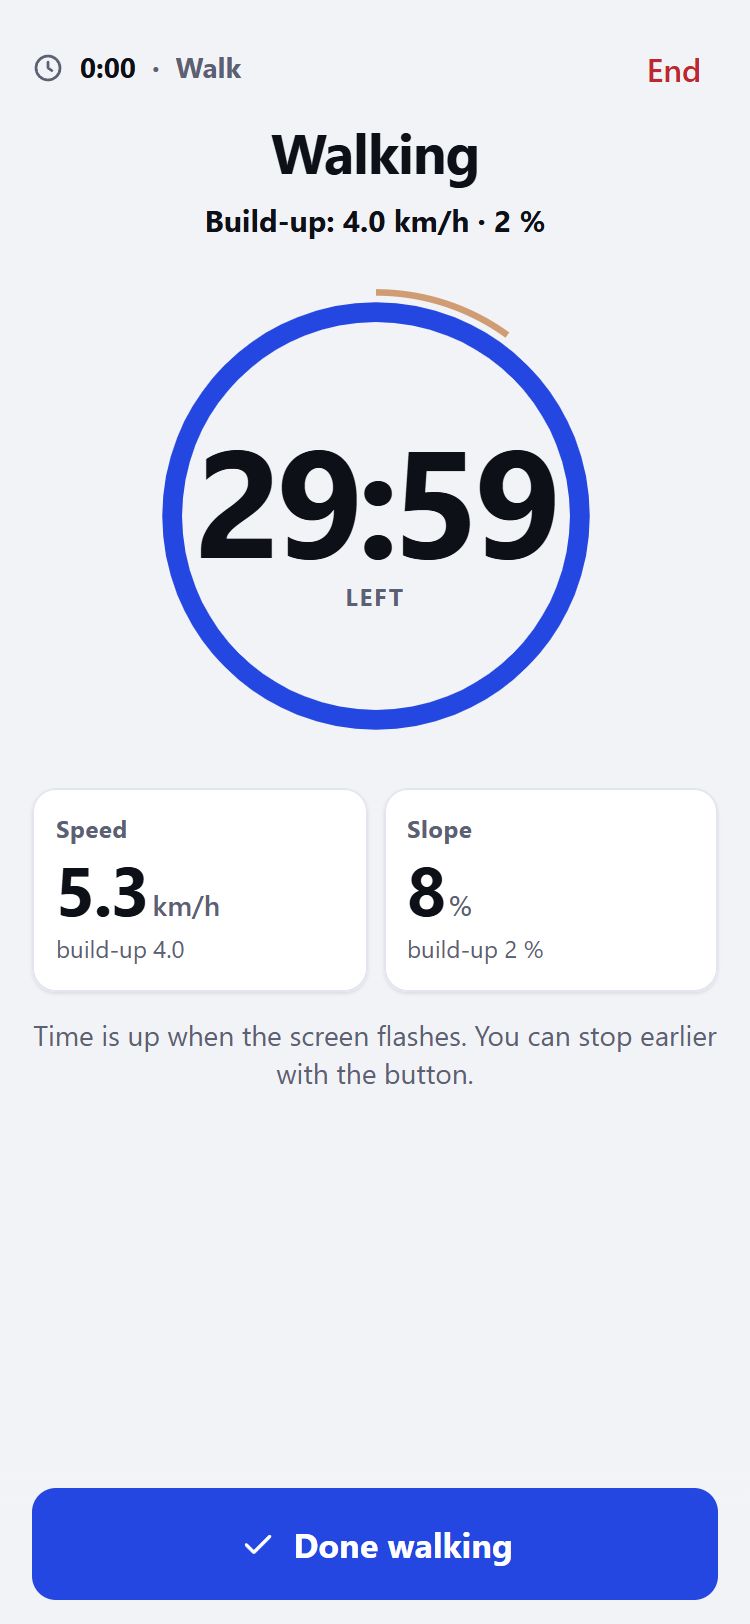 0:00 · Walk
End
Walking
Build-up: 4.0 km/h · 2 %
29:59
LEFT
Speed
5.3 km/h
build-up 4.0
Slope
8 %
build-up 2 %
Time is up when the screen flashes. You can stop earlier
with the button.
Done walking